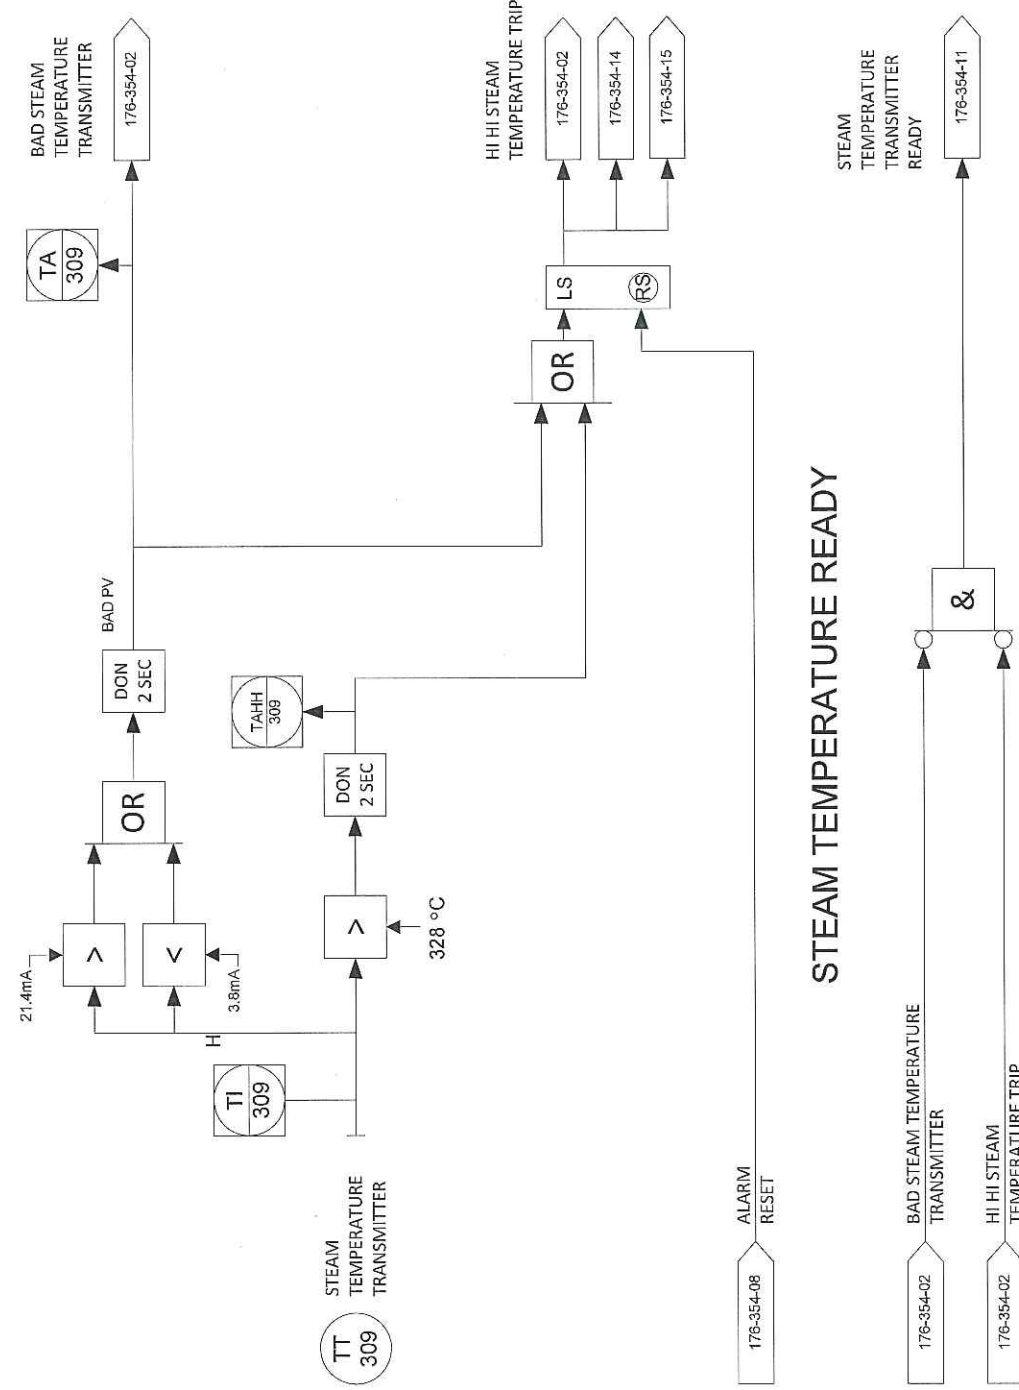 TT
309
STEAM
TEMPERATURE
TRANSMITTER
TI
309
H
21.4mA
>
3.8mA
<
OR
DON
2 SEC
BAD PV
TA
309
BAD STEAM
TEMPERATURE
TRANSMITTER
176-354-02
>
328 °C
DON
2 SEC
TAHH
309
OR
LS
RS
HI HI STEAM
TEMPERATURE TRIP
176-354-02
176-354-14
176-354-15
176-354-08
ALARM
RESET
STEAM TEMPERATURE READY
176-354-02
BAD STEAM TEMPERATURE
TRANSMITTER
176-354-02
HI HI STEAM
TEMPERATURE TRIP
&
STEAM
TEMPERATURE
TRANSMITTER
READY
176-354-11